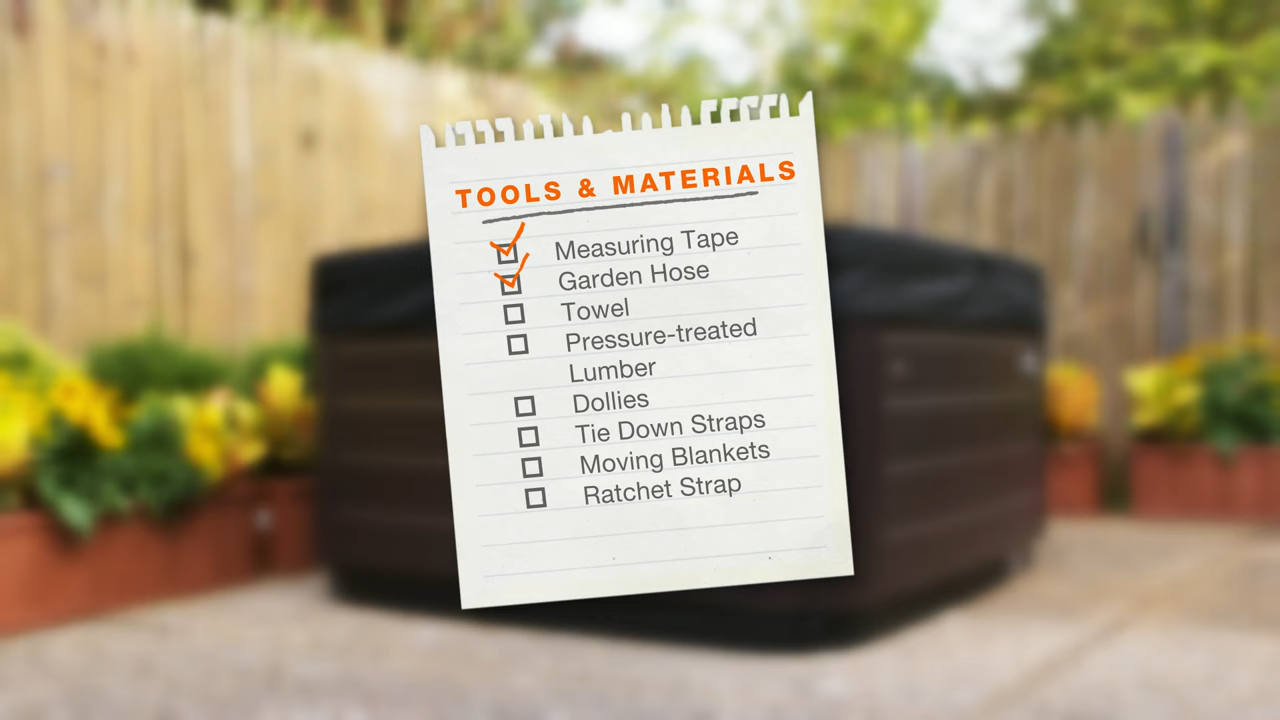 TOOLS & MATERIALS
Measuring Tape
Garden Hose
Towel
Pressure-treated
Lumber
Dollies
Tie Down Straps
Moving Blankets
Ratchet Strap